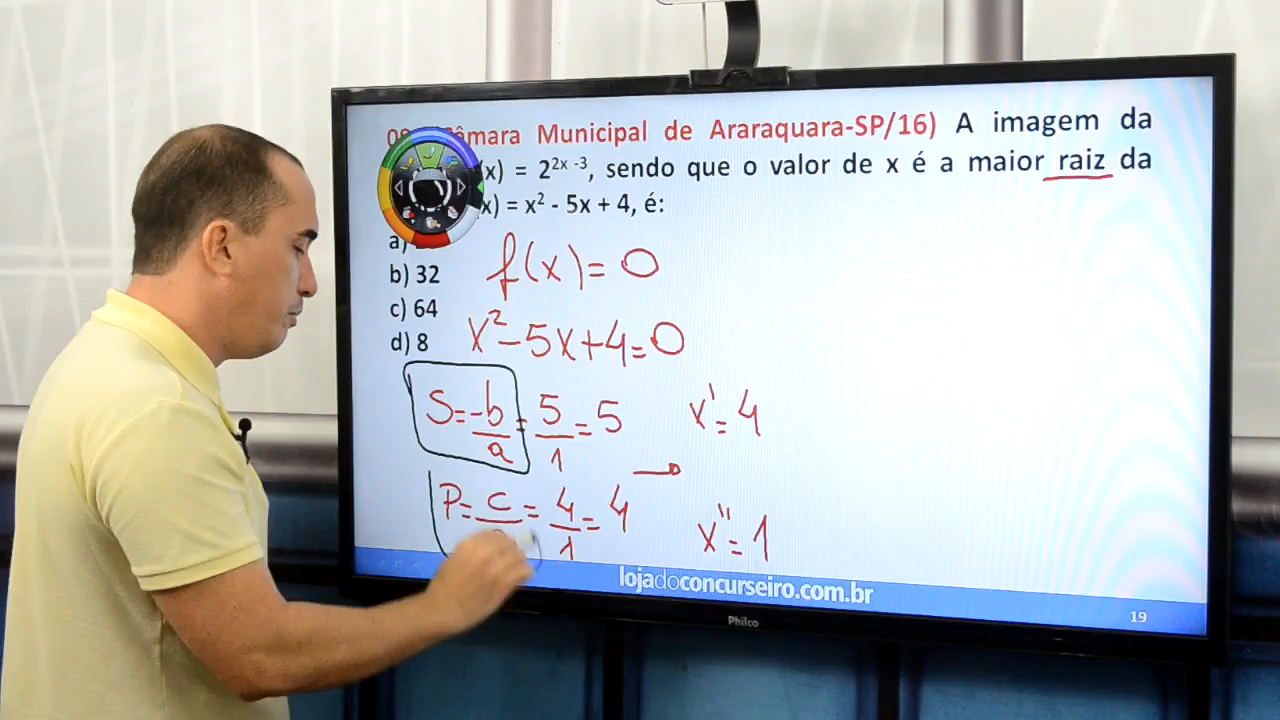 Municipal de Araraquara-SP/16) A imagem da
(x) = 2^{2x -3}, sendo que o valor de x é a maior raiz da
x) = x² - 5x + 4, é:
a)
b) 32
c) 64
d) 8
f(x) = 0
x² - 5x + 4 = 0
S = -b/a = 5/1 = 5
x' = 4
P = c = 4/1 = 4
x'' = 1
lojadoconcurseiro.com.br
19
Philco